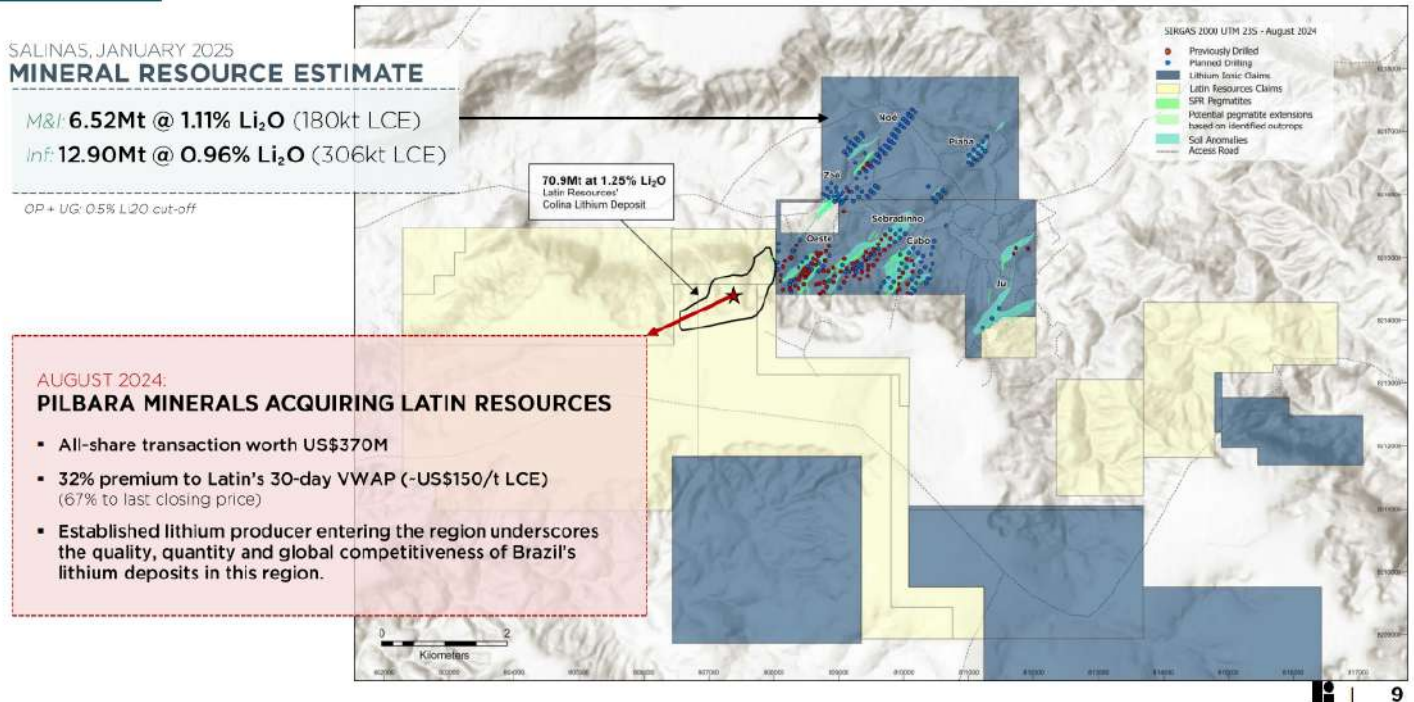 SALINAS, JANUARY 2025
MINERAL RESOURCE ESTIMATE
M&I: 6.52Mt @ 1.11% Li₂O (180kt LCE)
Inf: 12.90Mt @ 0.96% Li₂O (306kt LCE)
OP + UG: 0.5% Li2O cut-off
70.9Mt at 1.25% Li₂O
Latin Resources'
Colina Lithium Deposit
SIRGAS 2000 UTM 23S - August 2024
Previously Drilled
Planned Drilling
Lithium Ionic Claims
Latin Resources Claims
SPR Pegmatites
Potential pegmatite extensions
based on identified outcrops
Soil Anomalies
Access Road
Noé
Piaba
Zoé
Sobradinho
Oeste
Cabo
Ju
AUGUST 2024:
PILBARA MINERALS ACQUIRING LATIN RESOURCES
▪ All-share transaction worth US$370M
▪ 32% premium to Latin's 30-day VWAP (~US$150/t LCE)
(67% to last closing price)
▪ Established lithium producer entering the region underscores
the quality, quantity and global competitiveness of Brazil's
lithium deposits in this region.
0 2
Kilometers
9